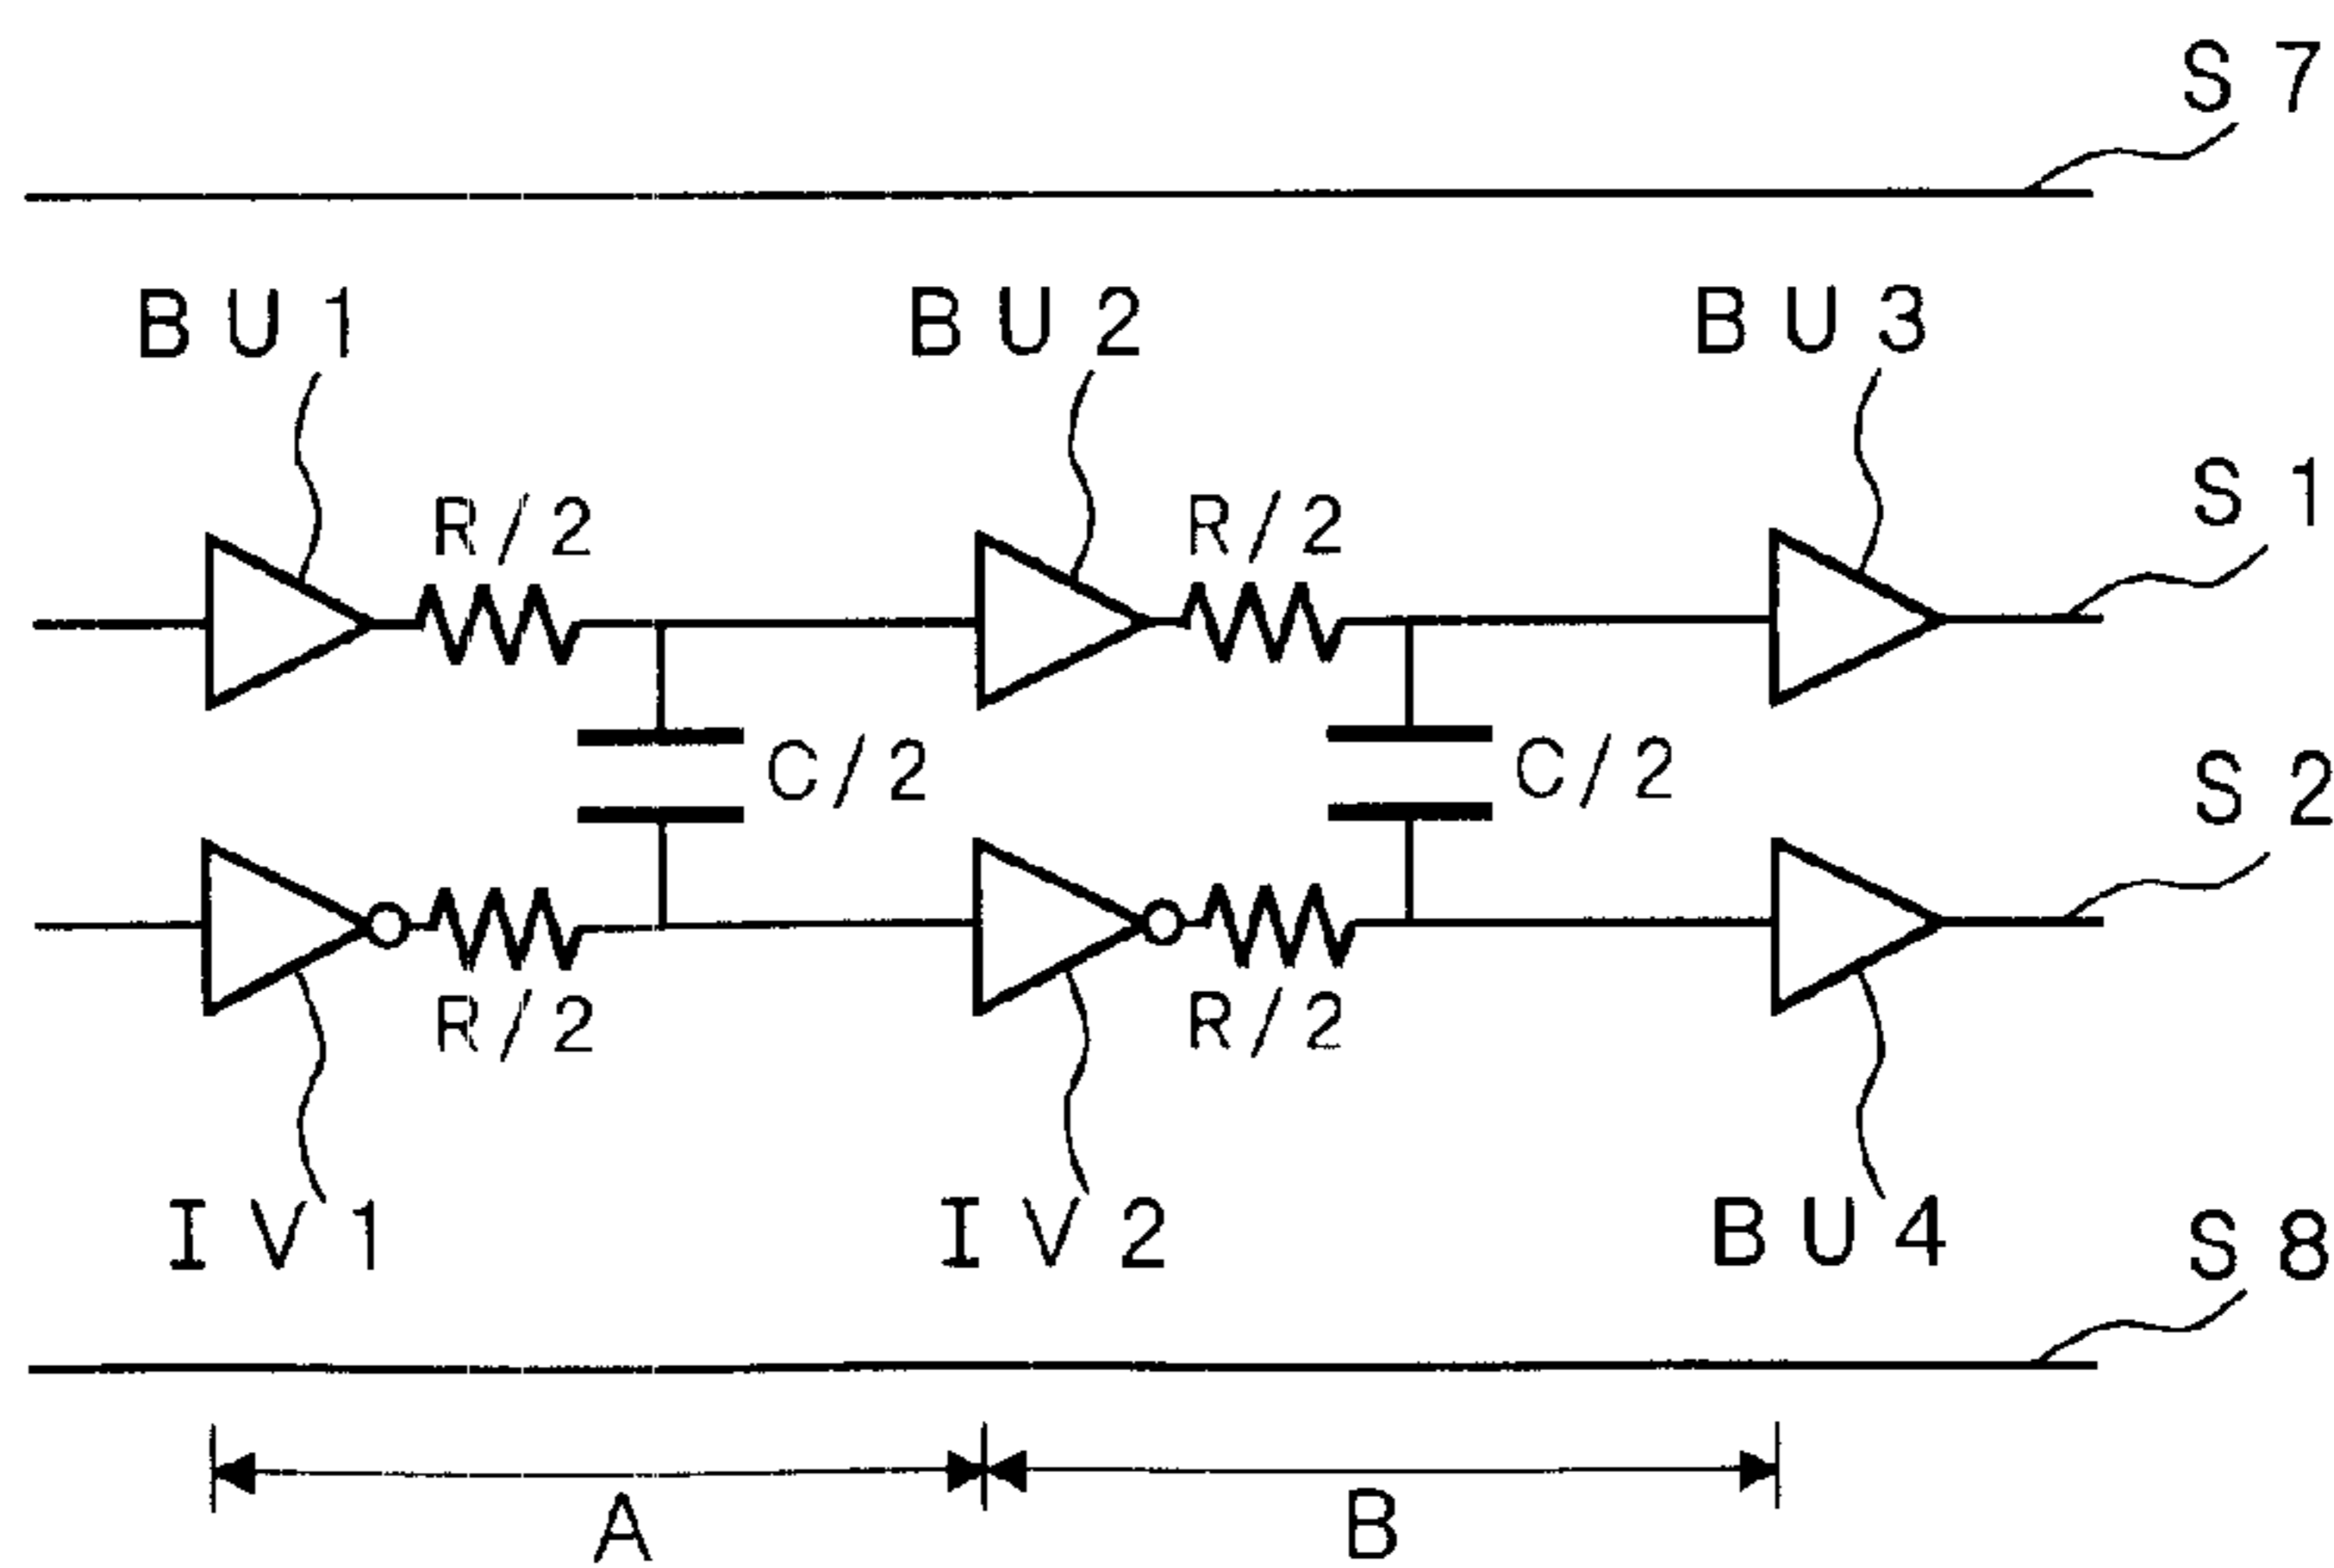 S7
BU1 BU2 BU3
R/2 R/2 S1
C/2 C/2 S2
R/2 R/2
IV1 IV2 BU4 S8
A B